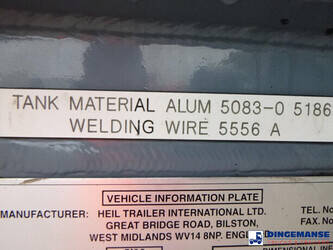 TANK MATERIAL ALUM 5083-0 5186
WELDING WIRE 5556 A
VEHICLE INFORMATION PLATE
MANUFACTURER: HEIL TRAILER INTERNATIONAL LTD. TEL. No
GREAT BRIDGE ROAD, BILSTON, FAX. No
WEST MIDLANDS WV14 8NP.
DINGEMANSE